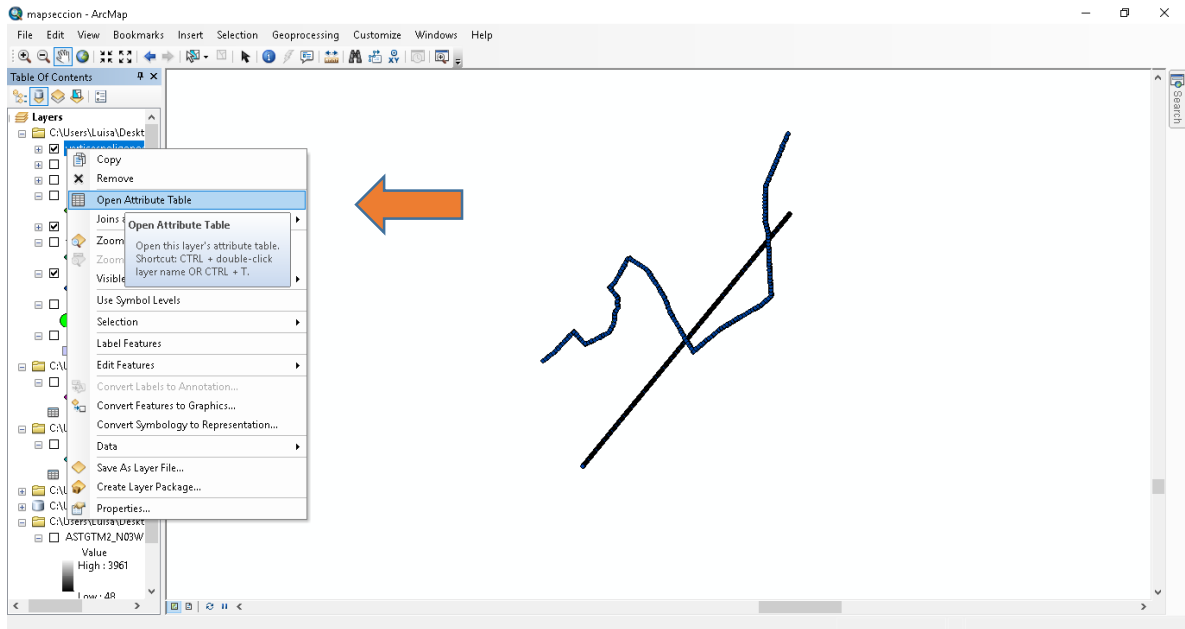 mapseccion - ArcMap
File Edit View Bookmarks Insert Selection Geoprocessing Customize Windows Help
Table Of Contents
Layers
C:\Users\Luisa\Deskt
Copy
Remove
Open Attribute Table
Joins
Open Attribute Table
Open this layer's attribute table.
Shortcut: CTRL + double-click
layer name OR CTRL + T.
Zoom
Zoom
Visible
Use Symbol Levels
Selection
Label Features
Edit Features
Convert Labels to Annotation...
Convert Features to Graphics...
Convert Symbology to Representation...
Data
Save As Layer File...
Create Layer Package...
Properties...
C:\U
C:\U
C:\U
C:\U
C:\Users\Luisa\Deskt
ASTGTM2_N03W
Value
High : 3961
Low : 48
Search